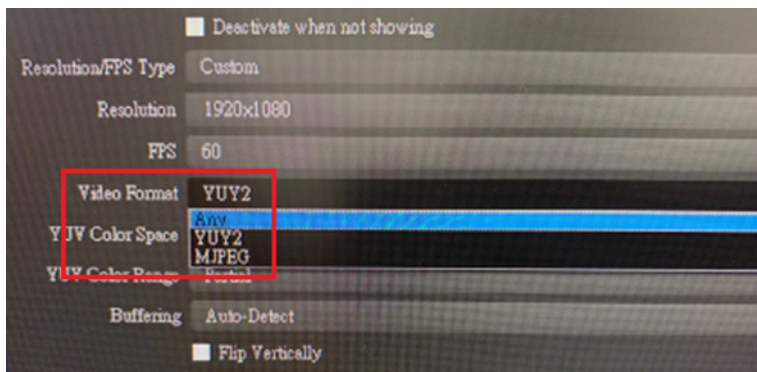 Deactivate when not showing
Resolution/FPS Type Custom
Resolution 1920x1080
FPS 60
Video Format YUY2
Any
YUV Color Space YUY2
MJPEG
YUV Color Range Partial
Buffering Auto-Detect
Flip Vertically